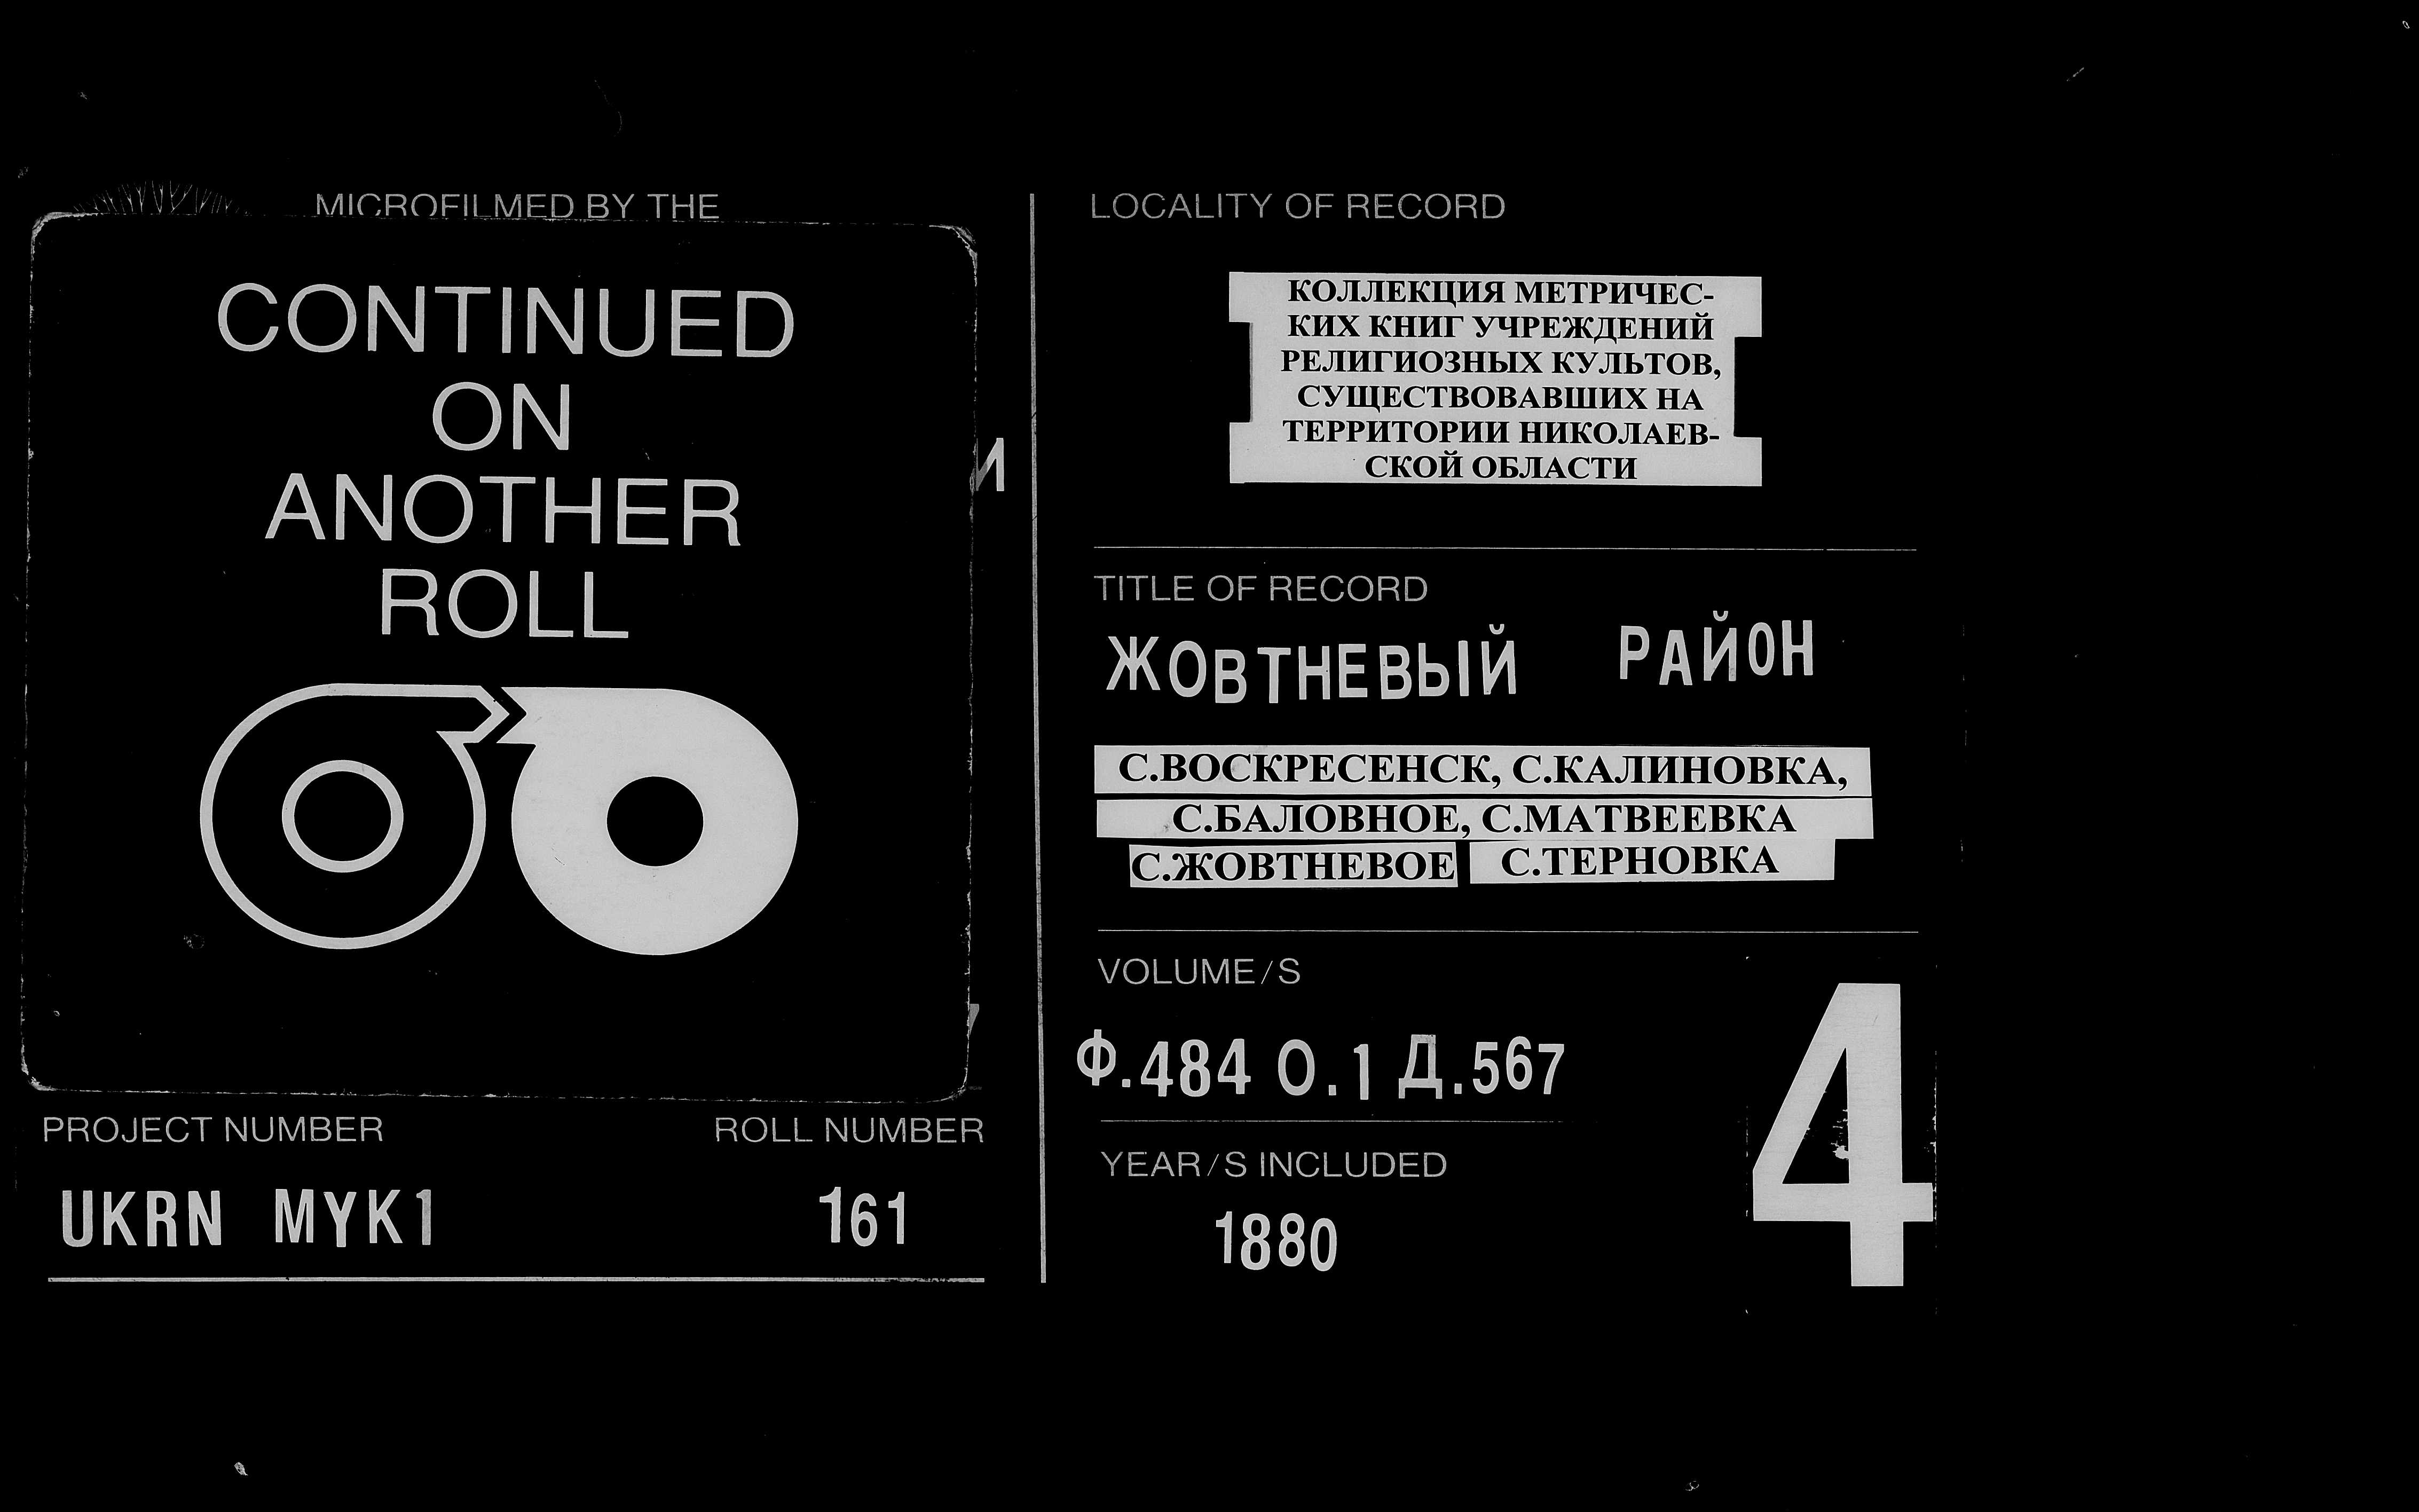 MICROFILMED BY THE
CONTINUED
ON
ANOTHER
ROLL
PROJECT NUMBER
ROLL NUMBER
UKRN MYK1
161
LOCALITY OF RECORD
КОЛЛЕКЦИЯ МЕТРИЧЕС-
КИХ КНИГ УЧРЕЖДЕНИЙ
РЕЛИГИОЗНЫХ КУЛЬТОВ,
СУЩЕСТВОВАВШИХ НА
ТЕРРИТОРИИ НИКОЛАЕВ-
СКОЙ ОБЛАСТИ
TITLE OF RECORD
ЖОВТНЕВЫЙ РАЙОН
С.ВОСКРЕСЕНСК, С.КАЛИНОВКА,
С.БАЛОВНОЕ, С.МАТВЕЕВКА
С.ЖОВТНЕВОЕ С.ТЕРНОВКА
VOLUME/S
Ф.484 О.1 Д.567
YEAR/S INCLUDED
1880
4